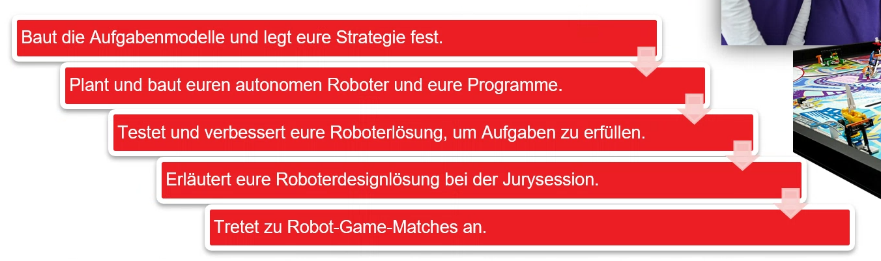 Baut die Aufgabenmodelle und legt eure Strategie fest.
Plant und baut euren autonomen Roboter und eure Programme.
Testet und verbessert eure Roboterlösung, um Aufgaben zu erfüllen.
Erläutert eure Roboterdesignlösung bei der Jurysession.
Tretet zu Robot-Game-Matches an.